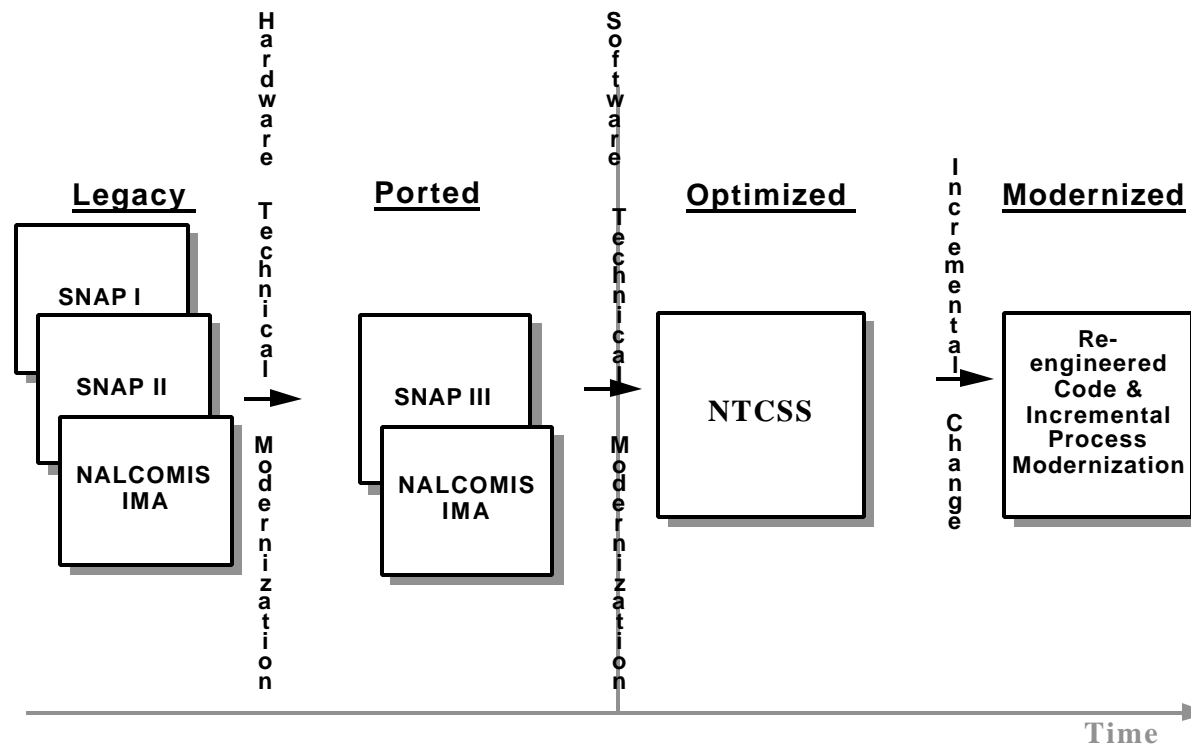 Legacy
SNAP I
SNAP II
NALCOMIS
IMA
Hardware Technical Modernization
Ported
SNAP III
NALCOMIS
IMA
Software Technical Modernization
Optimized
NTCSS
Incremental Change
Modernized
Re-
engineered
Code &
Incremental
Process
Modernization
Time